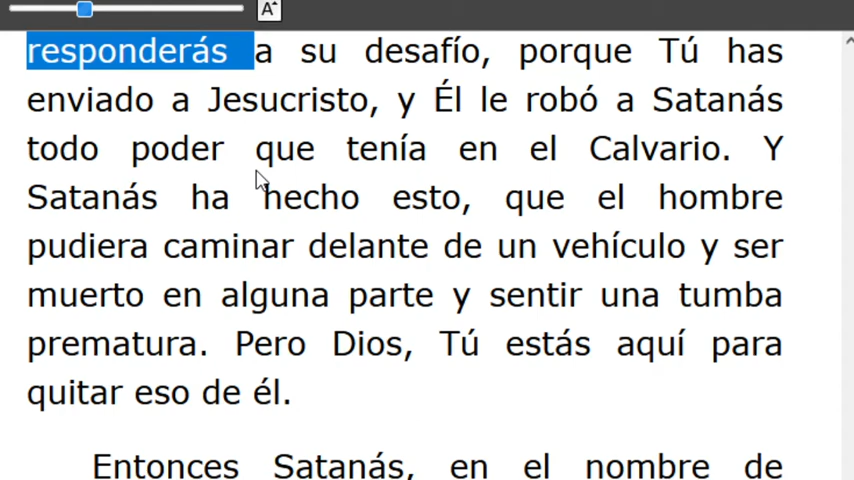 A
responderás a su desafío, porque Tú has
enviado a Jesucristo, y Él le robó a Satanás
todo poder que tenía en el Calvario. Y
Satanás ha hecho esto, que el hombre
pudiera caminar delante de un vehículo y ser
muerto en alguna parte y sentir una tumba
prematura. Pero Dios, Tú estás aquí para
quitar eso de él.
Entonces Satanás, en el nombre de